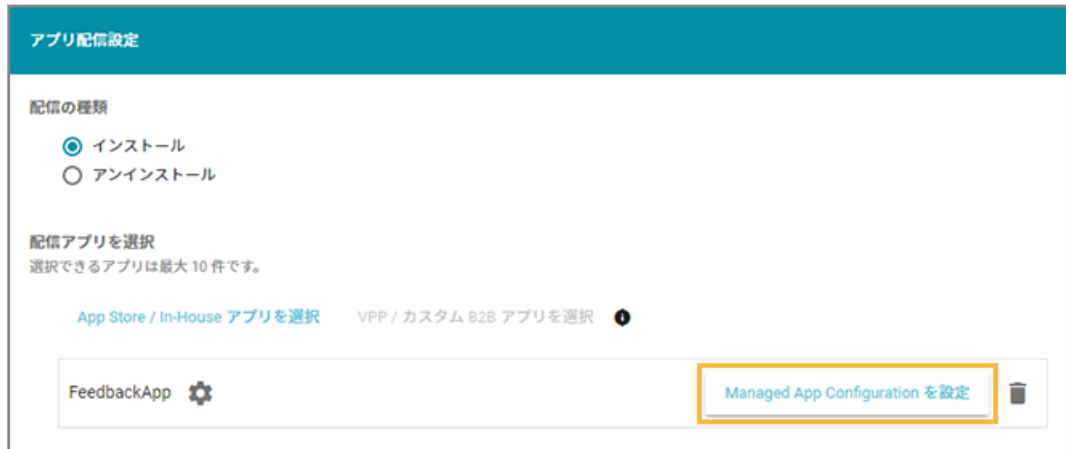 アプリ配信設定
配信の種類
インストール
アンインストール
配信アプリを選択
選択できるアプリは最大 10 件です。
App Store / In-House アプリを選択 VPP / カスタム B2B アプリを選択
FeedbackApp Managed App Configuration を設定